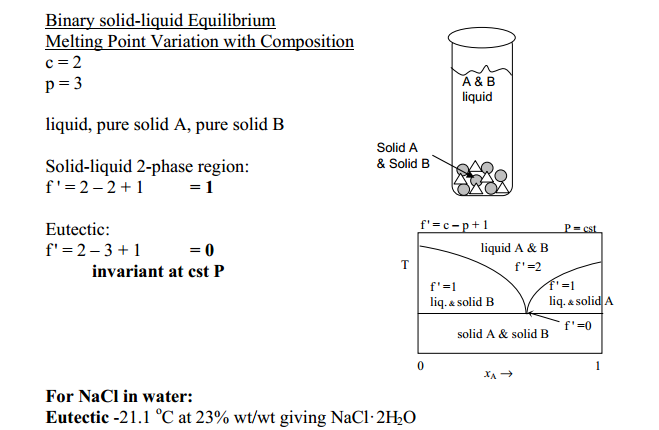 Binary solid-liquid Equilibrium
Melting Point Variation with Composition
c = 2
p = 3
liquid, pure solid A, pure solid B
Solid-liquid 2-phase region:
f' = 2 – 2 + 1 = 1
Eutectic:
f' = 2 – 3 + 1 = 0
invariant at cst P
A & B
liquid
Solid A
& Solid B
f' = c – p + 1
P = cst
T
liquid A & B
f' =2
f' =1
liq. & solid B
f' =1
liq. & solid A
f' =0
solid A & solid B
0
xA →
1
For NaCl in water:
Eutectic -21.1 °C at 23% wt/wt giving NaCl·2H2O